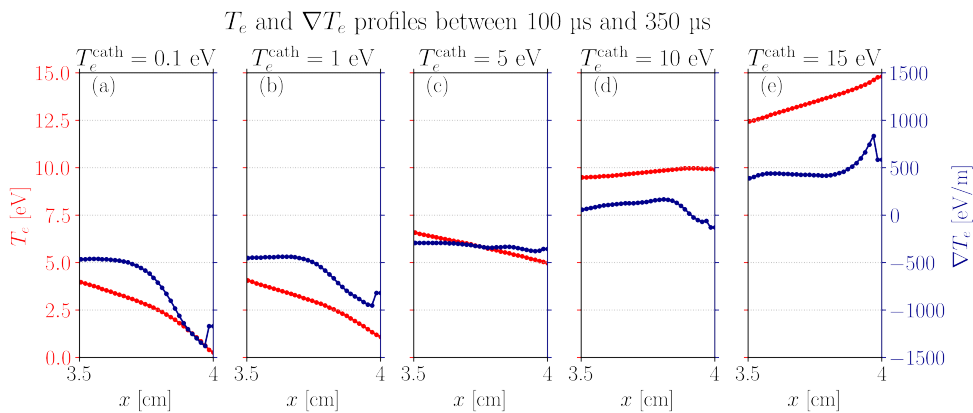 T_e and ∇T_e profiles between 100 µs and 350 µs
T_e^cath = 0.1 eV T_e^cath = 1 eV T_e^cath = 5 eV T_e^cath = 10 eV T_e^cath = 15 eV
(a) (b) (c) (d) (e)
15.0 1500
12.5 1000
10.0 500
7.5 0
5.0 −500
2.5 −1000
0.0 −1500
T_e [eV]
∇T_e [eV/m]
3.5 4 3.5 4 3.5 4 3.5 4 3.5 4
x [cm] x [cm] x [cm] x [cm] x [cm]